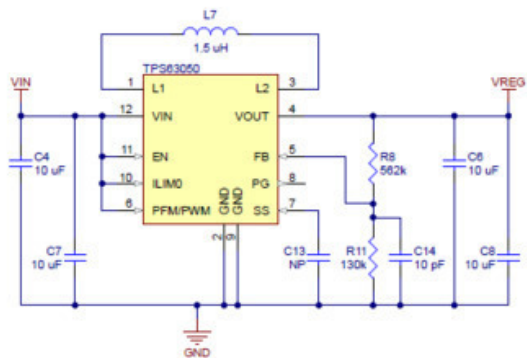 L7
1.5 uH
TPS63050
VIN
VREG
1
L1
L2
3
12
VIN
VOUT
4
11
EN
FB
5
10
ILIM0
PG
8
6
PFM/PWM
SS
7
GND
GND
2
9
C4
10 uF
C7
10 uF
R8
562k
C6
10 uF
C13
NP
R11
130k
C14
10 pF
C8
10 uF
GND